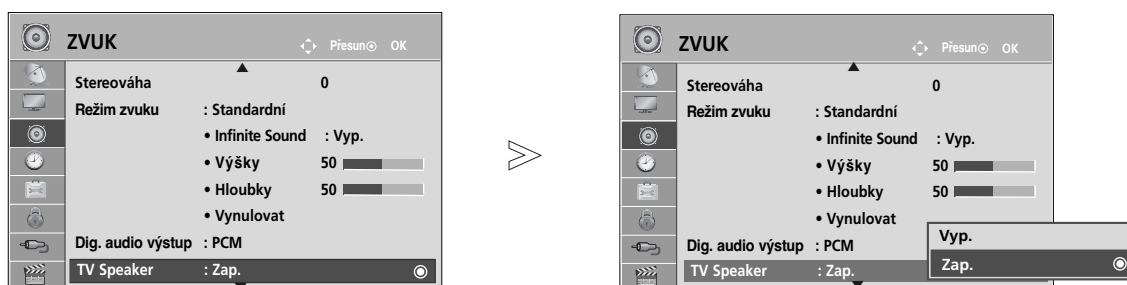 ZVUK Přesun OK
Stereováha 0
Režim zvuku : Standardní
• Infinite Sound : Vyp.
• Výšky 50
• Hloubky 50
• Vynulovat
Dig. audio výstup : PCM
TV Speaker : Zap.
ZVUK Přesun OK
Stereováha 0
Režim zvuku : Standardní
• Infinite Sound : Vyp.
• Výšky 50
• Hloubky 50
• Vynulovat
Dig. audio výstup : PCM
TV Speaker : Zap.
Vyp.
Zap.